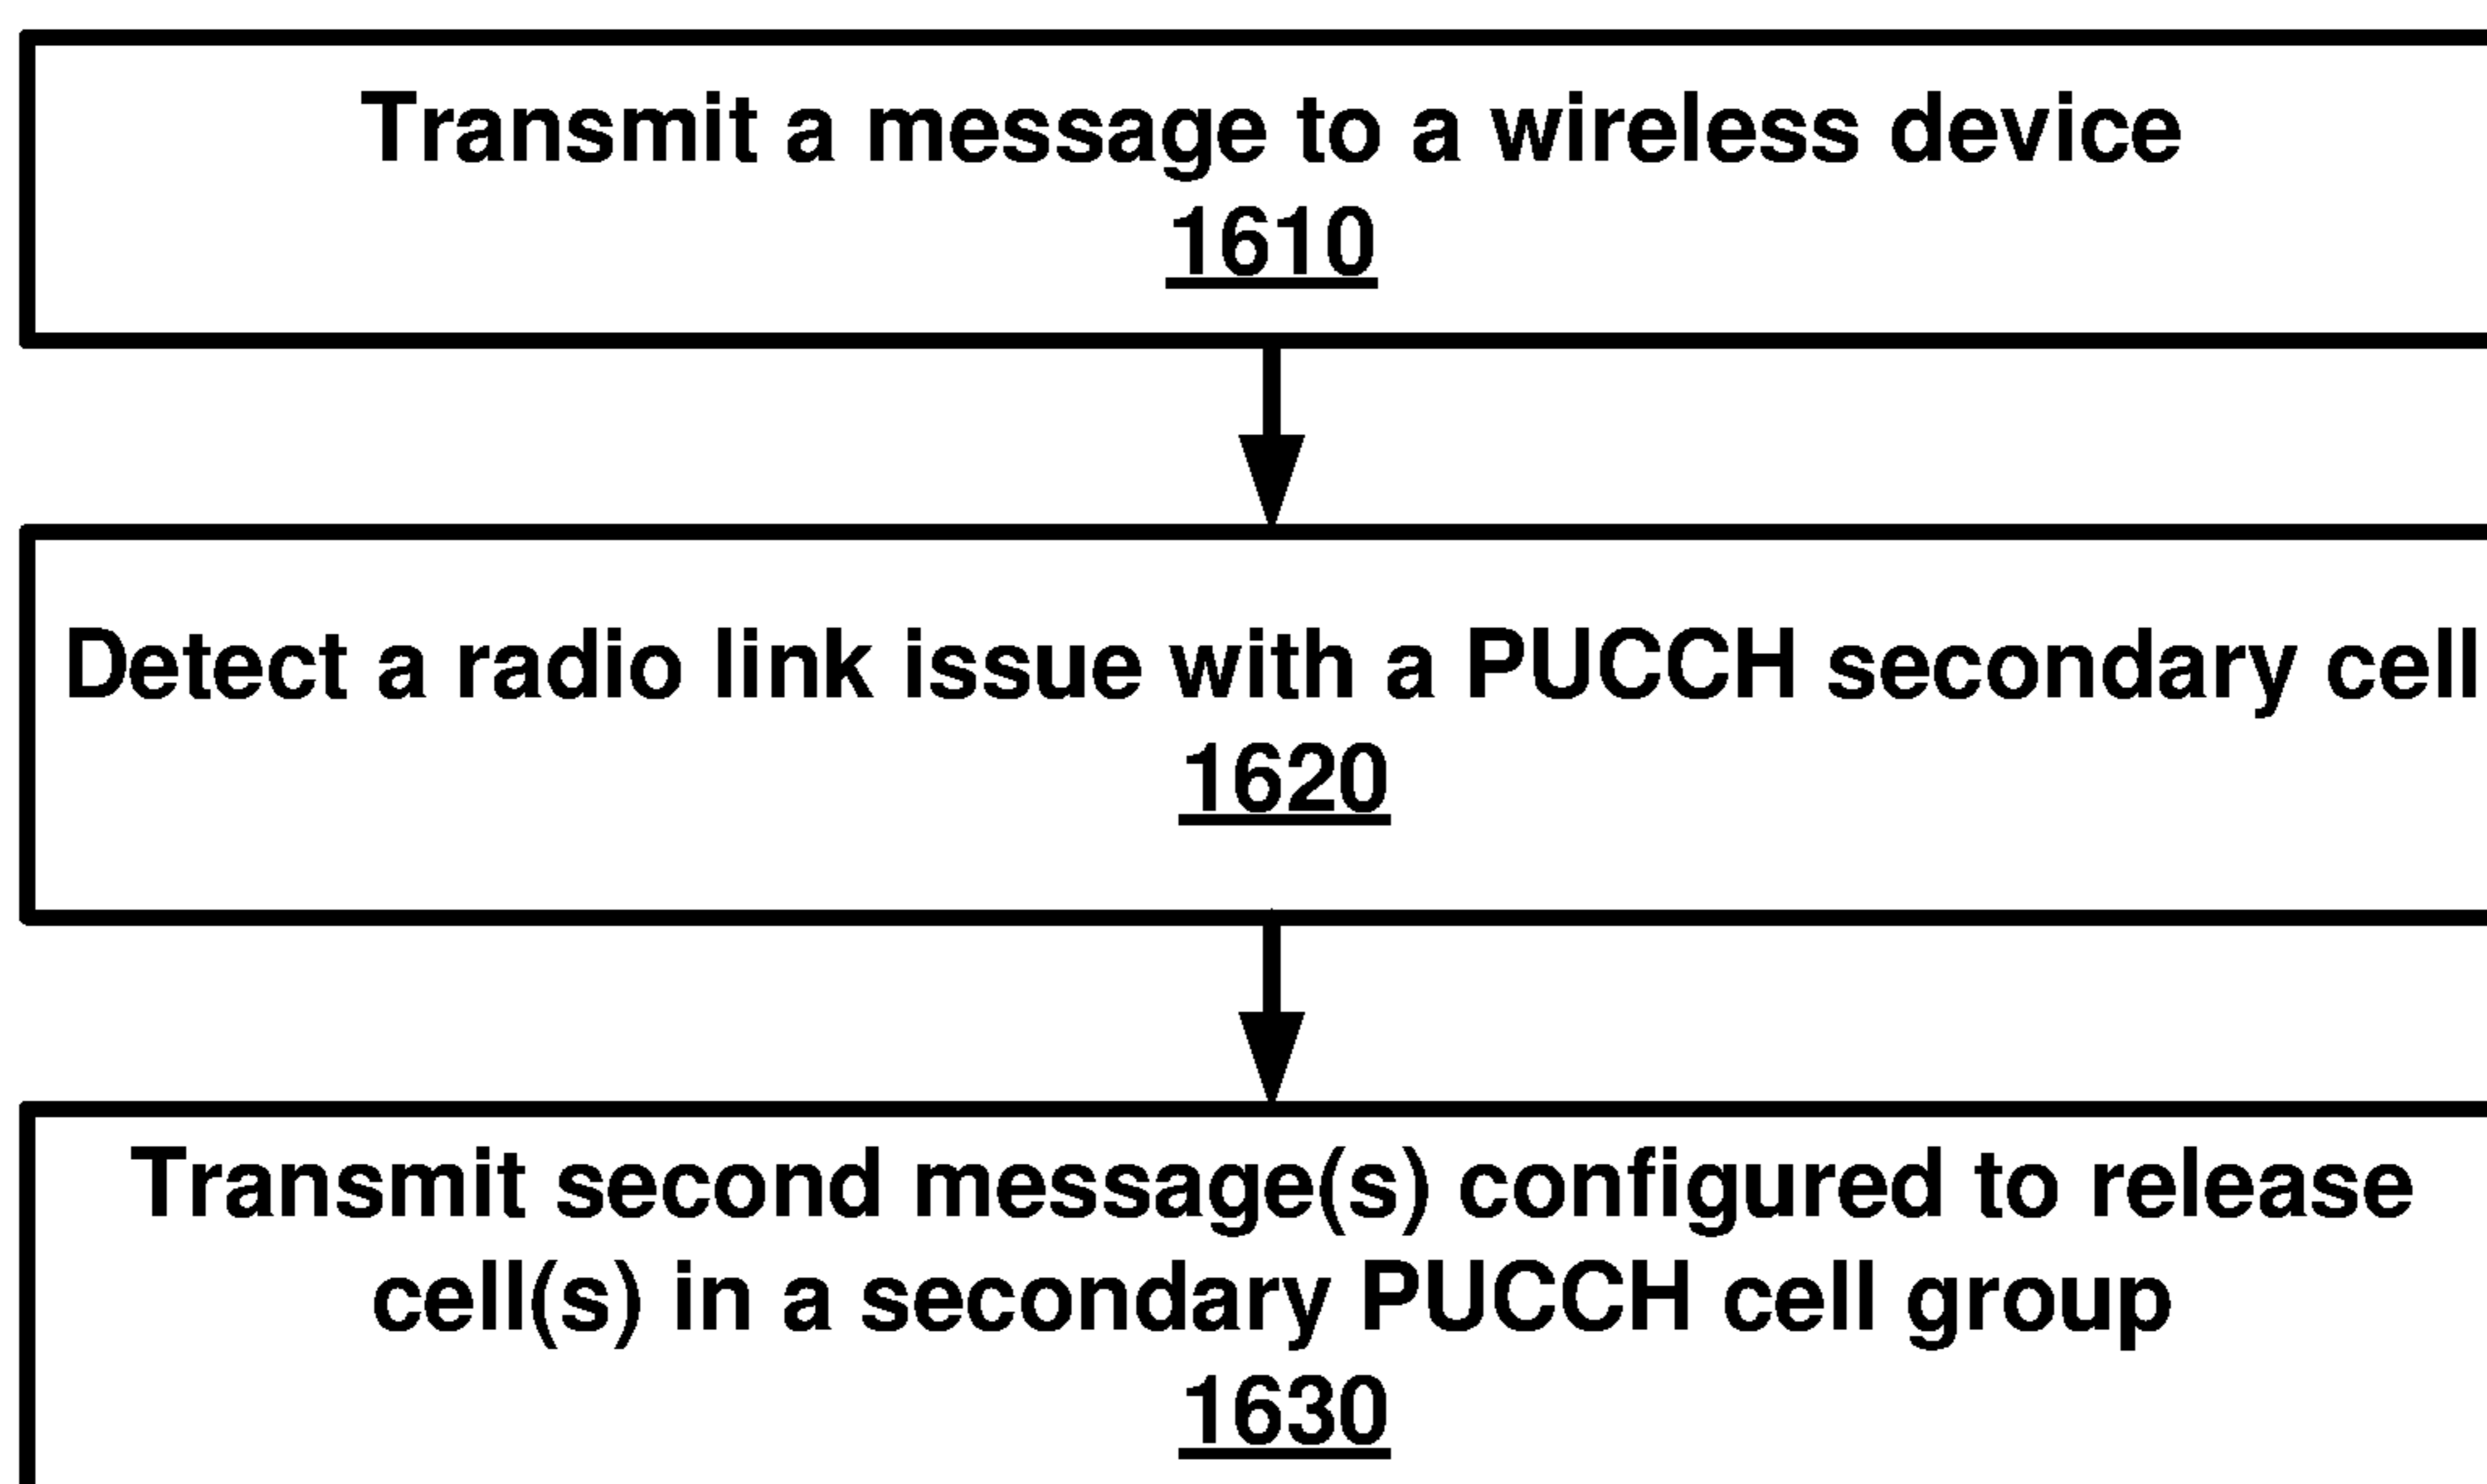 Transmit a message to a wireless device
1610
Detect a radio link issue with a PUCCH secondary cell
1620
Transmit second message(s) configured to release
cell(s) in a secondary PUCCH cell group
1630